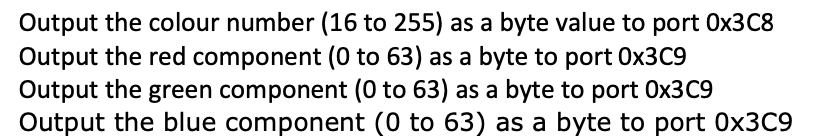 Output the colour number (16 to 255) as a byte value to port 0x3C8
Output the red component (0 to 63) as a byte to port 0x3C9
Output the green component (0 to 63) as a byte to port 0x3C9
Output the blue component (0 to 63) as a byte to port 0x3C9